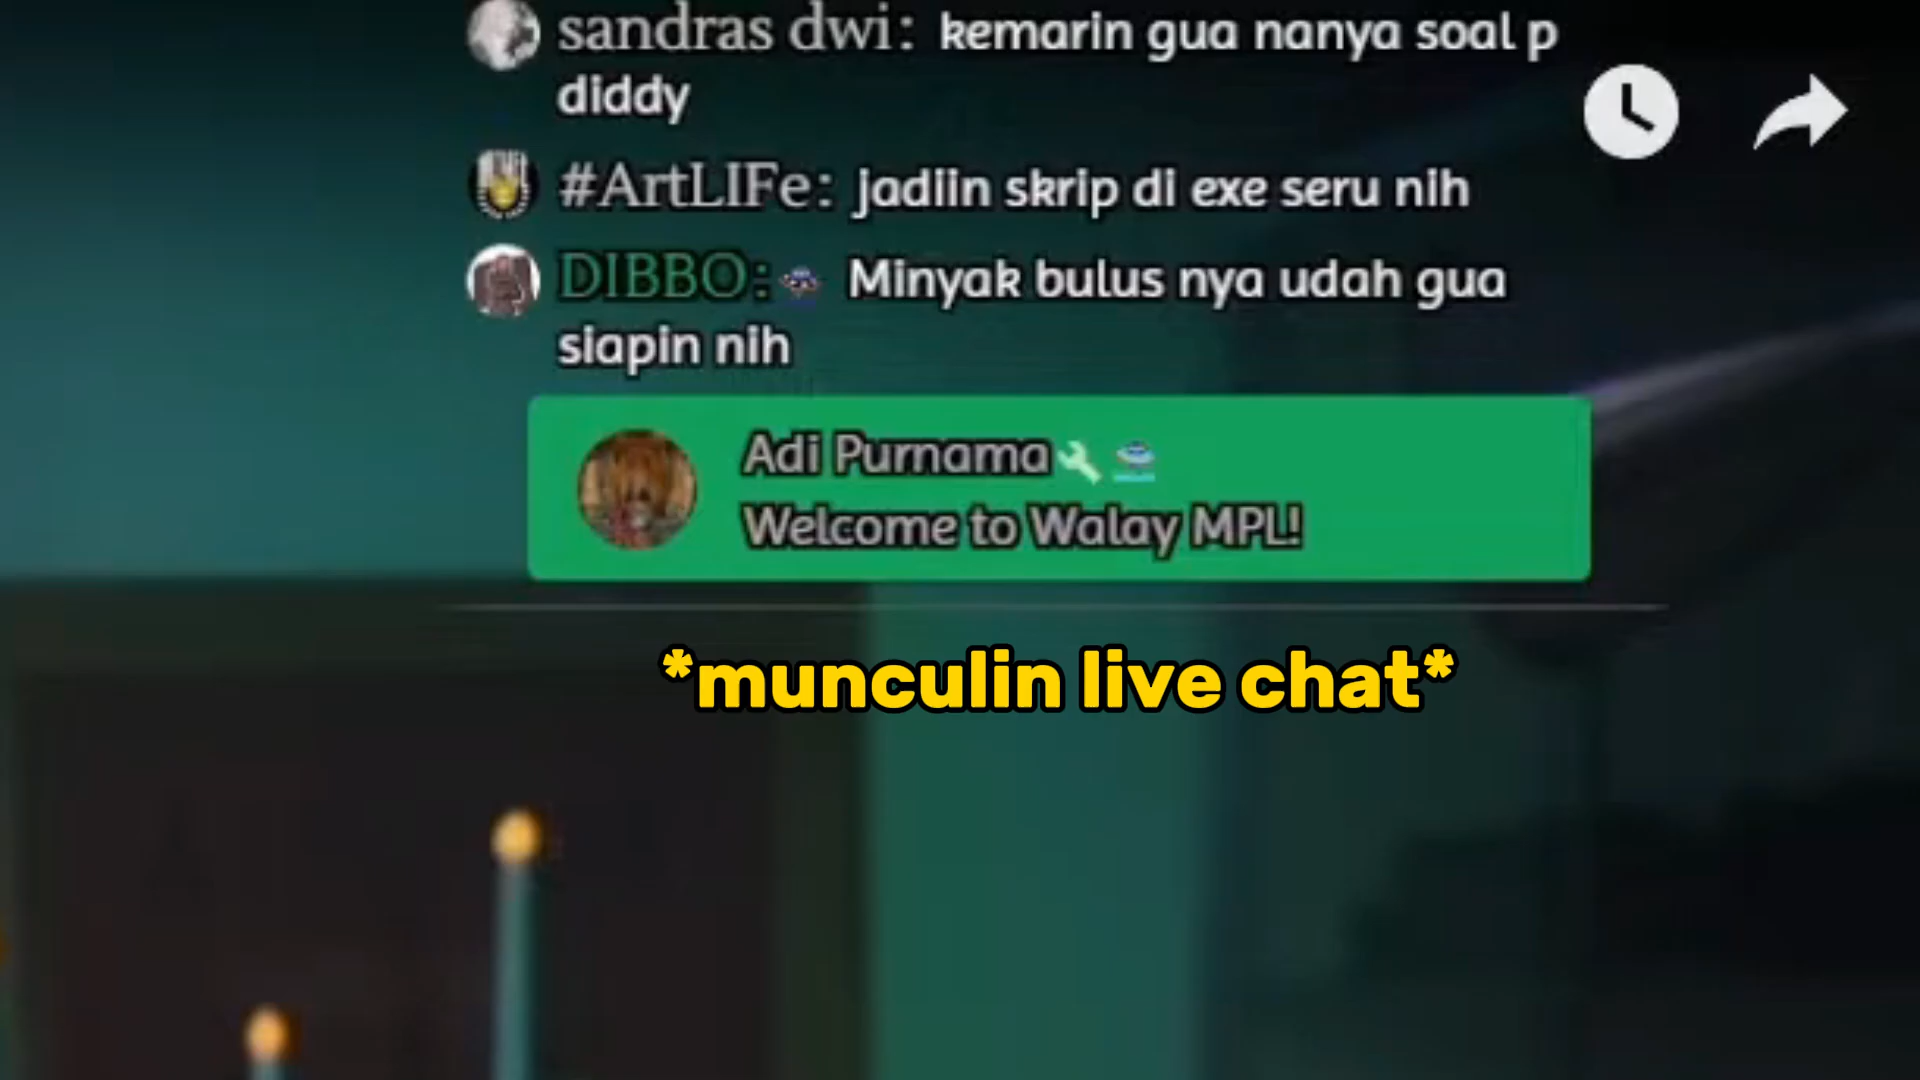 sandras dwi: kemarin gua nanya soal p
diddy
#ArtLIFe: jadiin skrip di exe seru nih
DIBBO: Minyak bulus nya udah gua
siapin nih
Adi Purnama
Welcome to Walay MPL!
*munculin live chat*